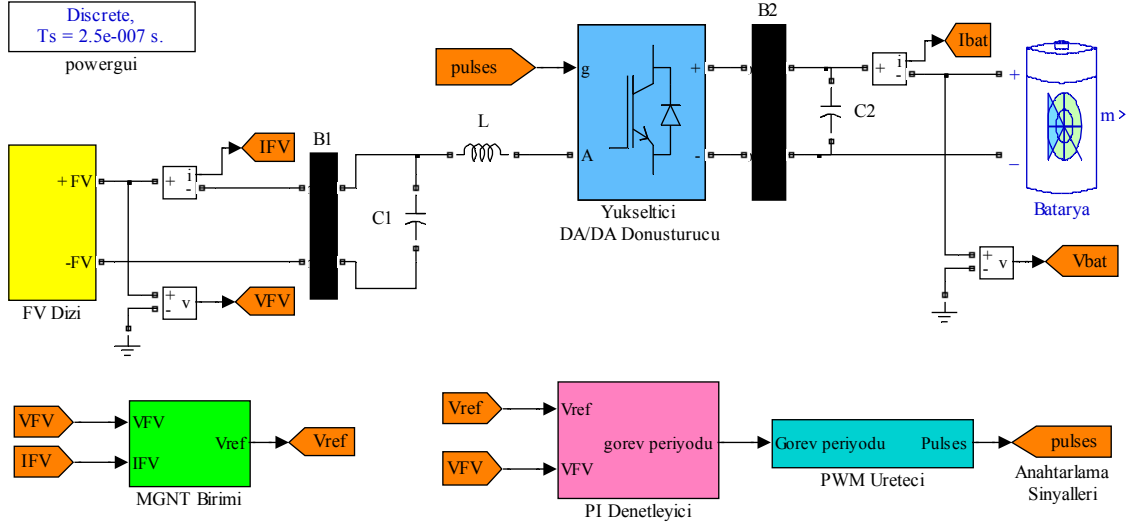 Discrete,
Ts = 2.5e-007 s.
powergui
pulses
g
A
+
-
Yukseltici
DA/DA Donusturucu
B2
C2
+
i
-
Ibat
+
-
m
Batarya
+
-
v
Vbat
+FV
-FV
FV Dizi
+
i
-
IFV
+
-
v
VFV
B1
C1
L
VFV
IFV
VFV
IFV
Vref
MGNT Birimi
Vref
Vref
VFV
Vref
VFV
gorev periyodu
PI Denetleyici
Gorev periyodu
Pulses
PWM Ureteci
pulses
Anahtarlama
Sinyalleri